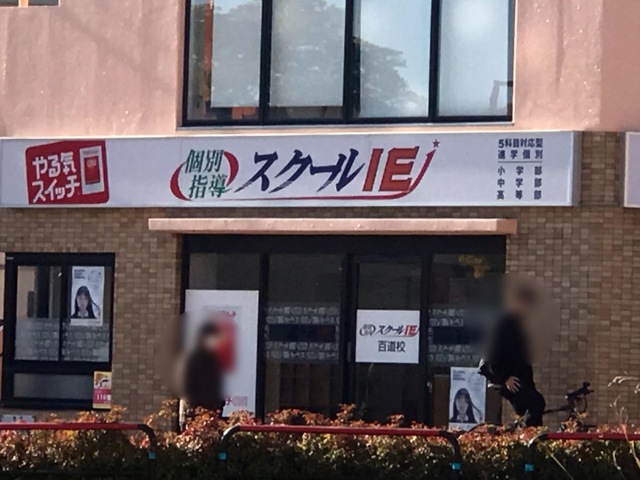 やる気
スイッチ
個別
指導
スクールIE
5科目対応型
進学個別
小学部
中学部
高等部
スクールIE
百道校